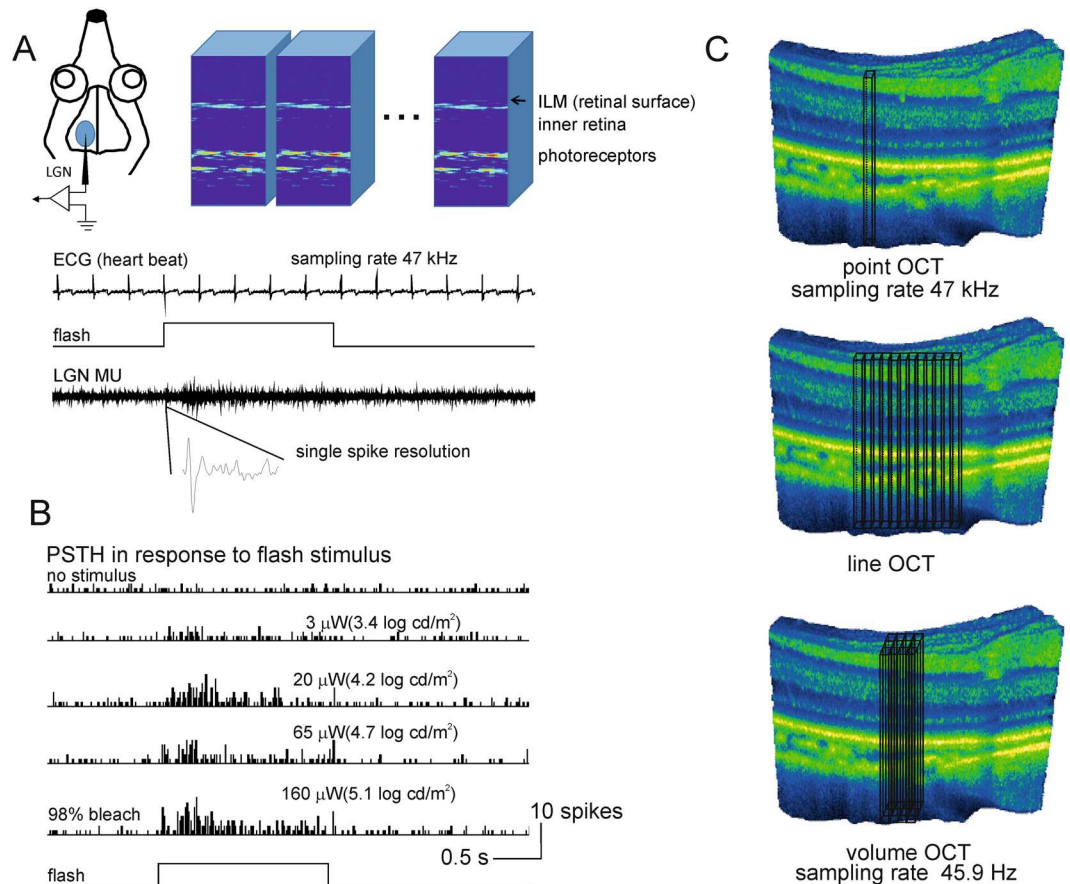 A
LGN
ILM (retinal surface)
inner retina
photoreceptors
ECG (heart beat)
sampling rate 47 kHz
flash
LGN MU
single spike resolution
B
PSTH in response to flash stimulus
no stimulus
3 μW(3.4 log cd/m²)
20 μW(4.2 log cd/m²)
65 μW(4.7 log cd/m²)
160 μW(5.1 log cd/m²)
98% bleach
10 spikes
0.5 s
flash
C
point OCT
sampling rate 47 kHz
line OCT
volume OCT
sampling rate 45.9 Hz